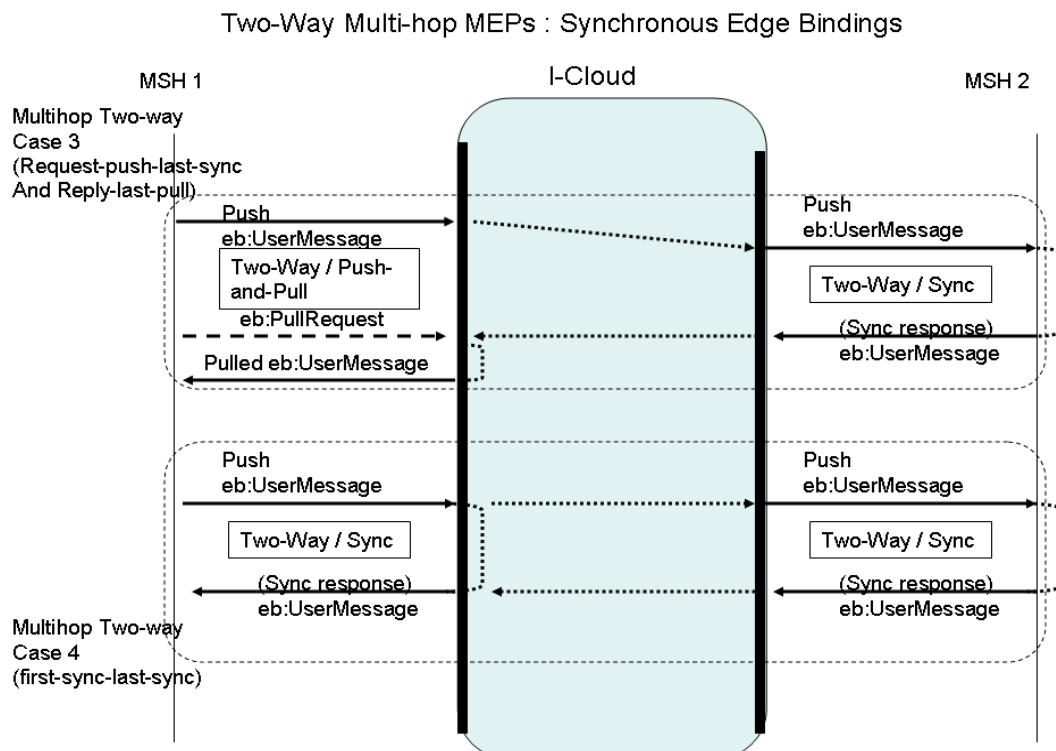 Two-Way Multi-hop MEPs : Synchronous Edge Bindings
I-Cloud
MSH 1
MSH 2
Multihop Two-way
Case 3
(Request-push-last-sync
And Reply-last-pull)
Push
eb:UserMessage
Two-Way / Push-
and-Pull
eb:PullRequest
Pulled eb:UserMessage
Push
eb:UserMessage
Two-Way / Sync
(Sync response)
eb:UserMessage
Push
eb:UserMessage
Two-Way / Sync
(Sync response)
eb:UserMessage
Push
eb:UserMessage
Two-Way / Sync
(Sync response)
eb:UserMessage
Multihop Two-way
Case 4
(first-sync-last-sync)